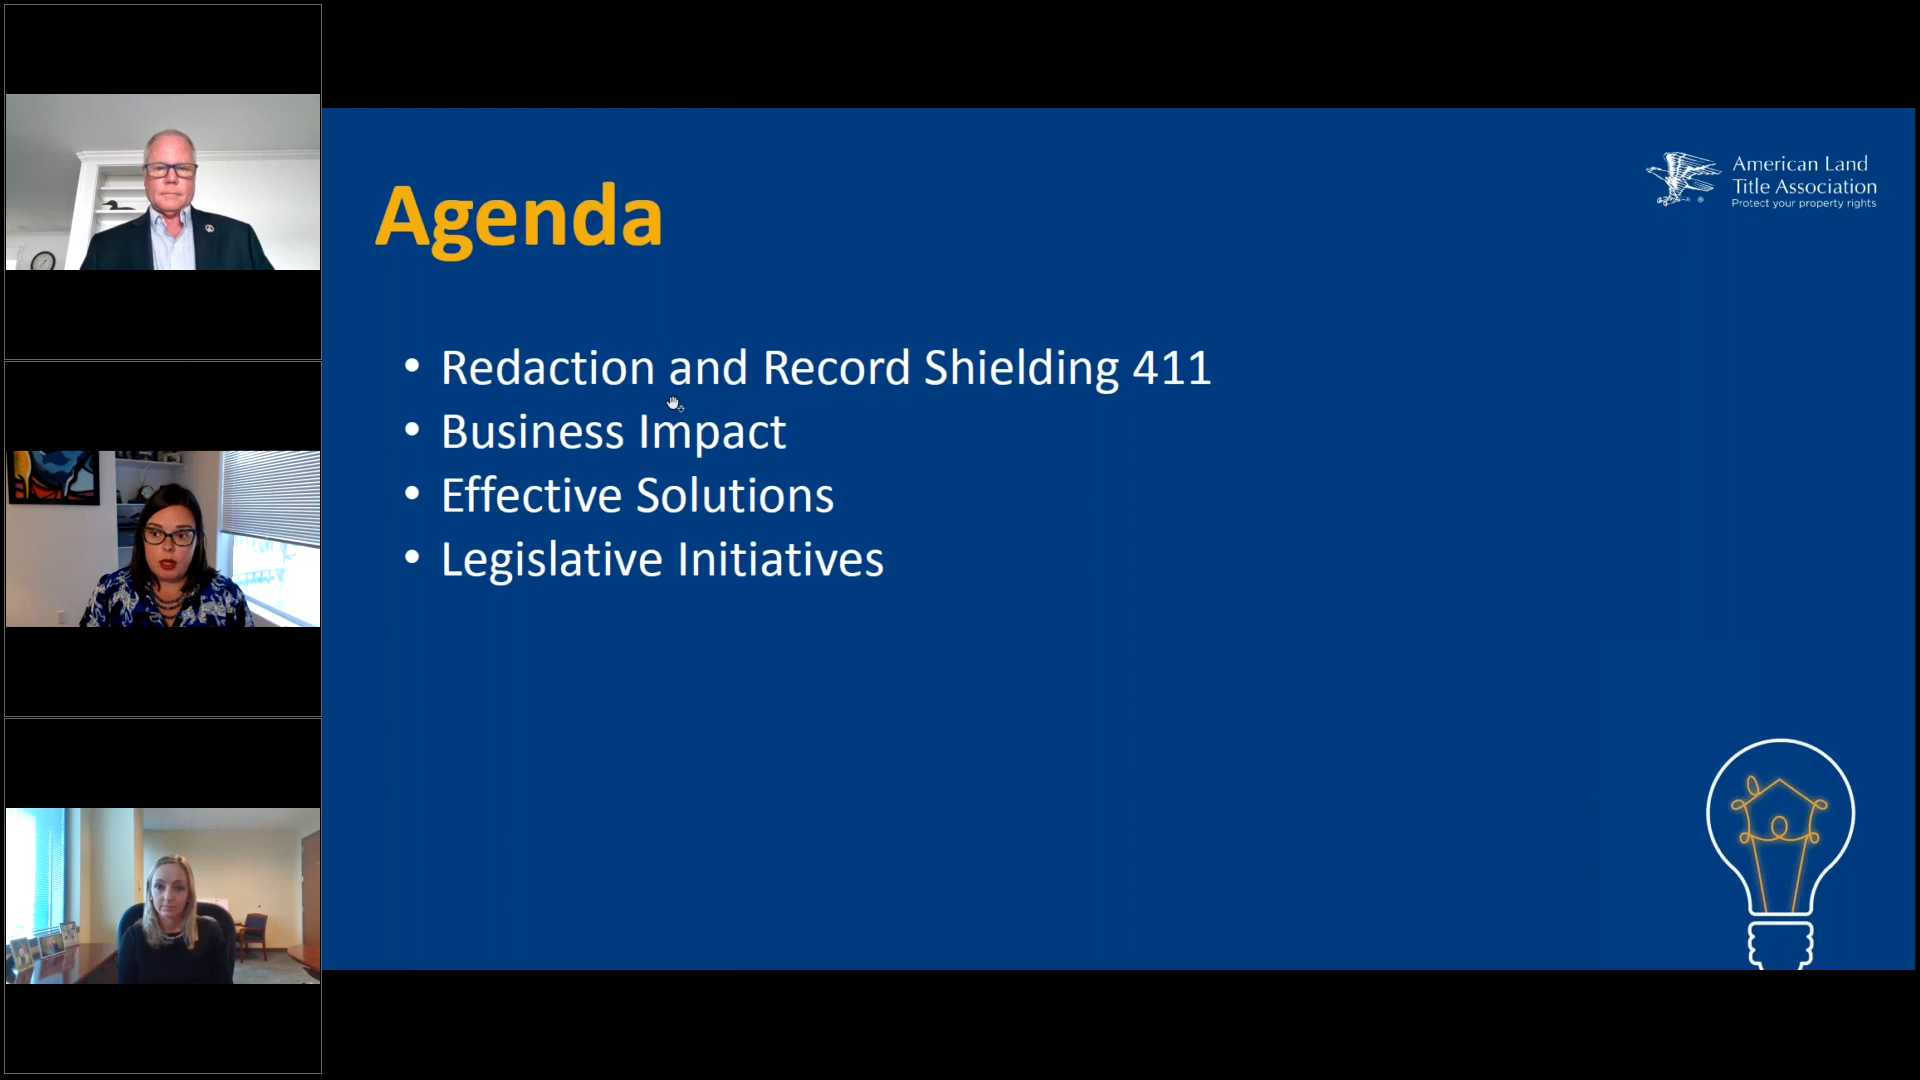 Agenda
American Land
Title Association
Protect your property rights
®
• Redaction and Record Shielding 411
• Business Impact
• Effective Solutions
• Legislative Initiatives